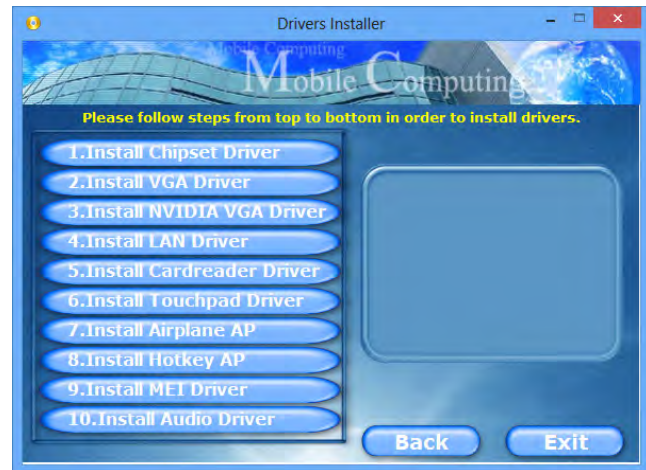 Drivers Installer
Mobile Computing
Mobile Computing
Please follow steps from top to bottom in order to install drivers.
1.Install Chipset Driver
2.Install VGA Driver
3.Install NVIDIA VGA Driver
4.Install LAN Driver
5.Install Cardreader Driver
6.Install Touchpad Driver
7.Install Airplane AP
8.Install Hotkey AP
9.Install MEI Driver
10.Install Audio Driver
Back Exit